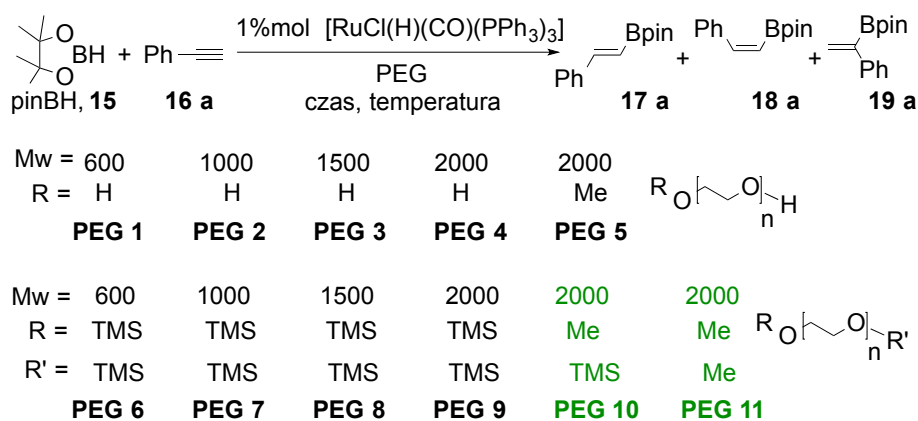 1%mol [RuCl(H)(CO)(PPh3)3]
PEG
czas, temperatura
O
BH
O
+
Ph
Bpin
Ph
+
Ph
Bpin
+
Bpin
Ph
pinBH, 15
16 a
17 a
18 a
19 a
Mw = 600 1000 1500 2000 2000
R = H H H H Me
PEG 1 PEG 2 PEG 3 PEG 4 PEG 5
R O [ O ] n H
Mw = 600 1000 1500 2000 2000 2000
R = TMS TMS TMS TMS Me Me
R' = TMS TMS TMS TMS TMS Me
PEG 6 PEG 7 PEG 8 PEG 9 PEG 10 PEG 11
R O [ O ] n R'